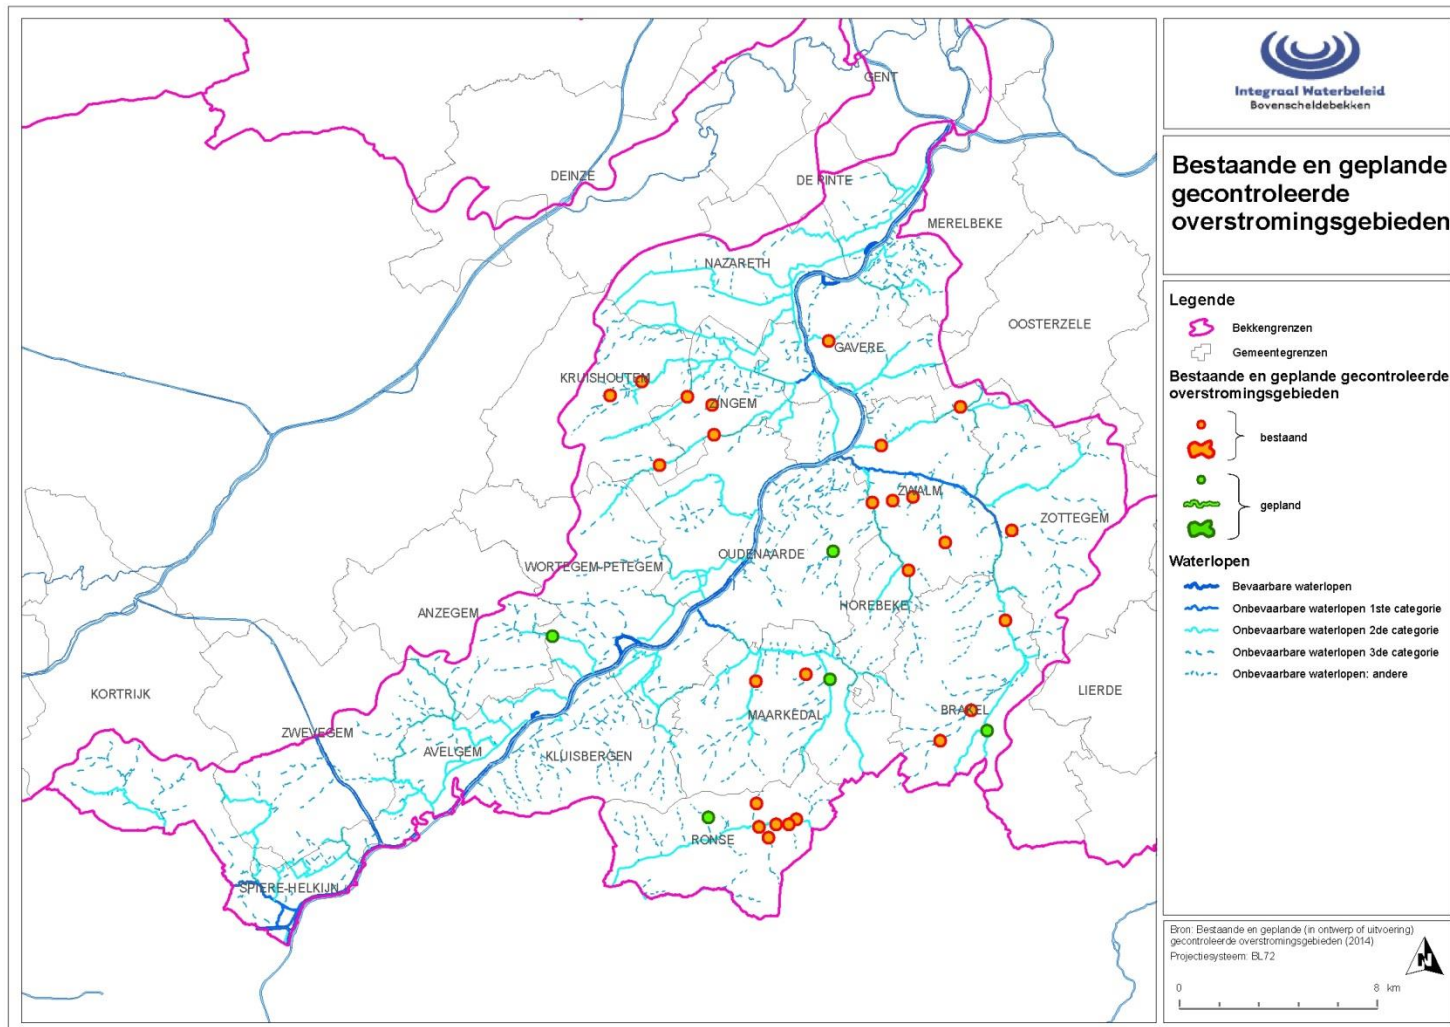 GENT
DEINZE
DE PINTE
MERELBEKE
NAZARETH
OOSTERZELE
GAVERE
KRUISHOUTEM
ZINGEM
ZWALM
ZOTTEGEM
OUDENAARDE
WORTEGEM-PETEGEM
HOREBEKE
ANZEGEM
KORTRIJK
LIERDE
BRAKEL
MAARKEDAL
ZWEVEGEM
AVELGEM
KLUISBERGEN
RONSE
SPIERE-HELKIJN
Integraal Waterbeleid
Bovenscheldebekken
Bestaande en geplande
gecontroleerde
overstromingsgebieden
Legende
Bekkengrenzen
Gemeentegrenzen
Bestaande en geplande gecontroleerde
overstromingsgebieden
bestaand
gepland
Waterlopen
Bevaarbare waterlopen
Onbevaarbare waterlopen 1ste categorie
Onbevaarbare waterlopen 2de categorie
Onbevaarbare waterlopen 3de categorie
Onbevaarbare waterlopen: andere
Bron: Bestaande en geplande (in ontwerp of uitvoering)
gecontroleerde overstromingsgebieden (2014)
Projectiesysteem: BL72
N
0 8 km